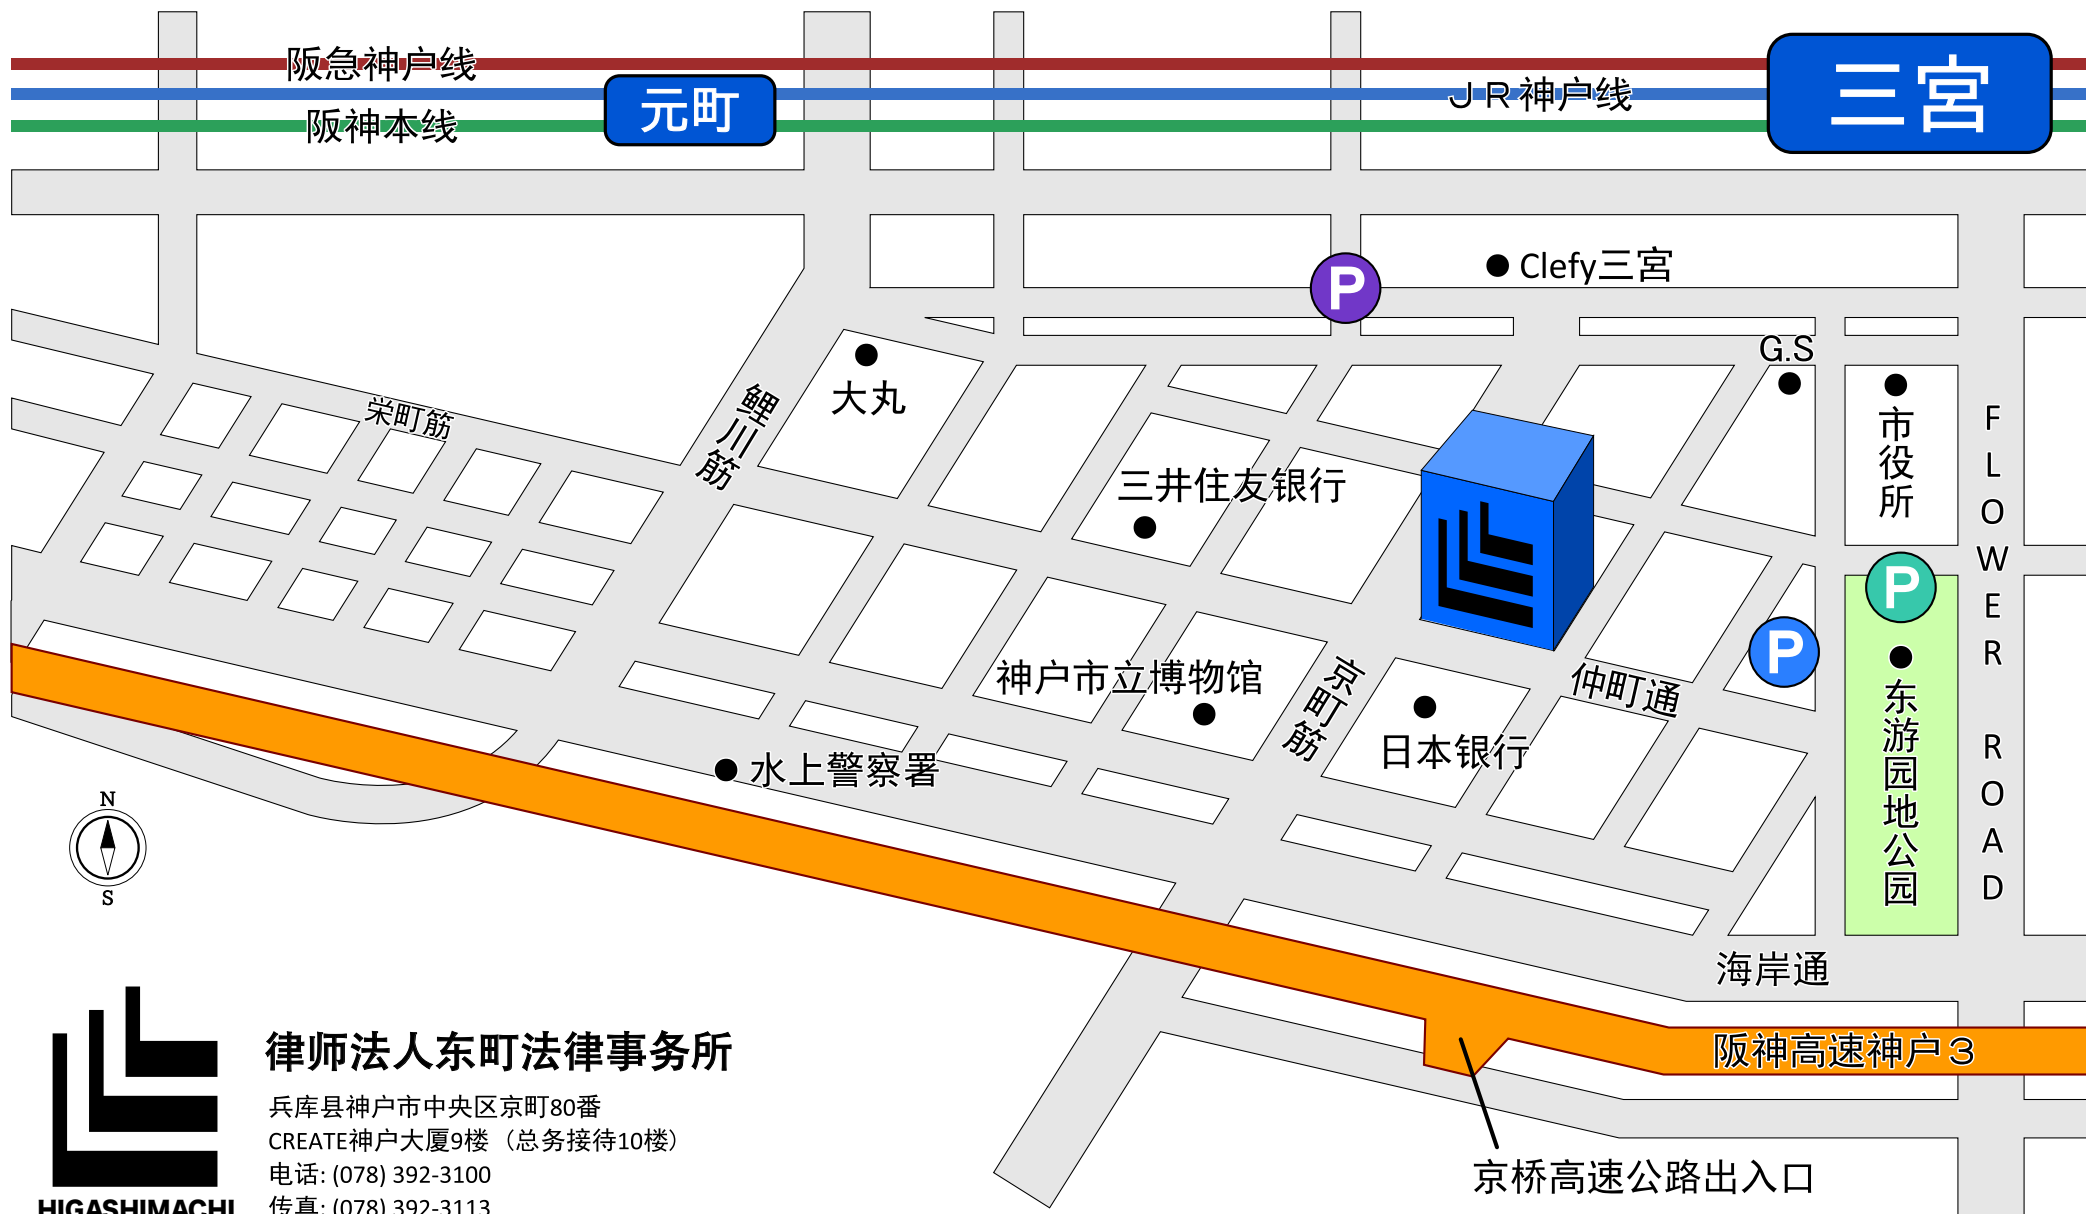 阪急神户线
元町
JR神户线
三宮
阪神本线
P
Clefy三宮
G.S
大丸
栄町筋
鲤川筋
市役所
FLOWER ROAD
三井住友银行
P
P
神户市立博物馆
京町筋
仲町通
日本银行
东游园地公园
水上警察署
N
S
海岸通
阪神高速神户3
京桥高速公路出入口
律师法人东町法律事务所
兵库县神户市中央区京町80番
CREATE神户大厦9楼（总务接待10楼）
电话: (078) 392-3100
传真: (078) 392-3113
HIGASHIMACHI